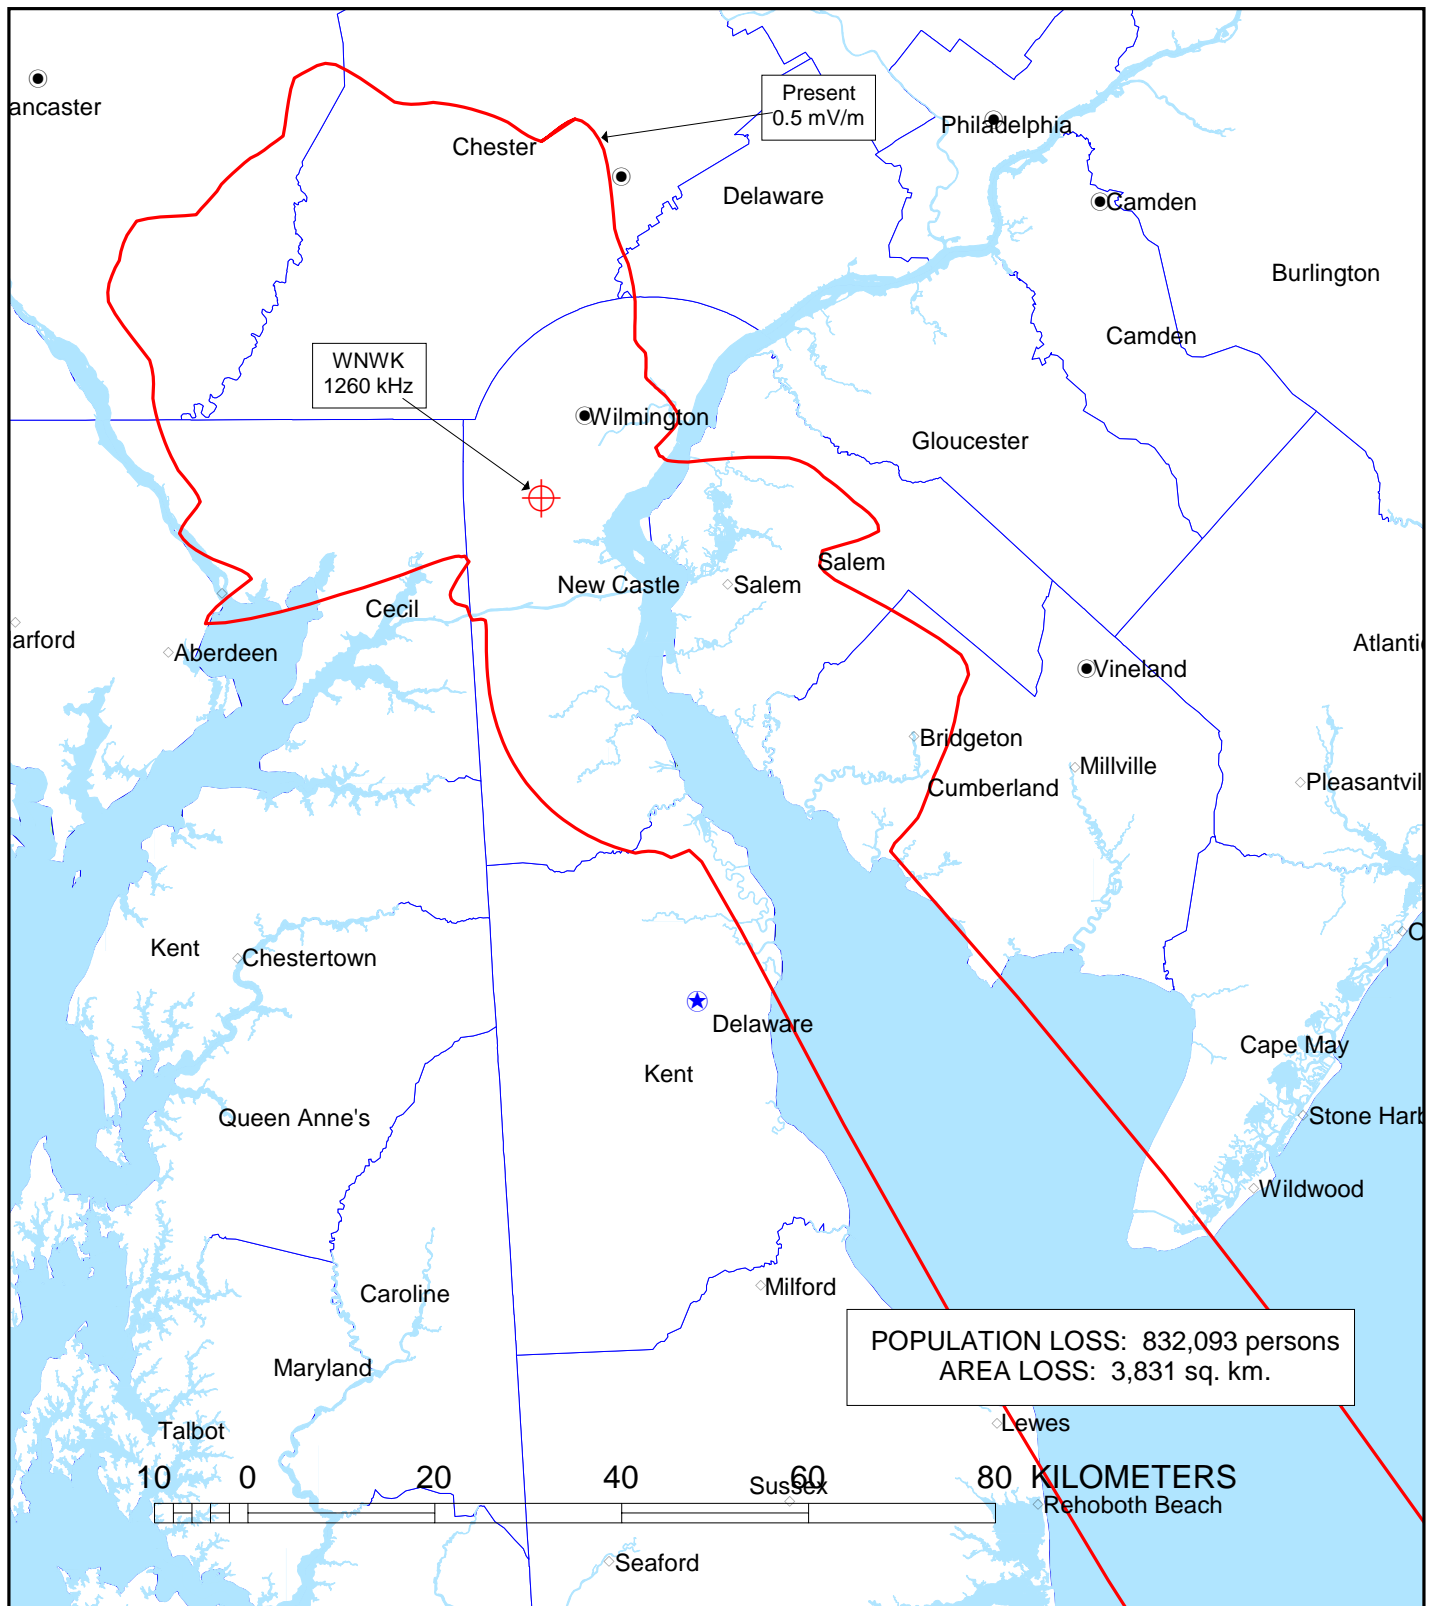 ancaster
Present
0.5 mV/m
Philadelphia
Chester
Delaware
Camden
Burlington
Camden
WNWK
1260 kHz
Wilmington
Gloucester
Salem
New Castle
Salem
Cecil
arford
Aberdeen
Atlanti
Vineland
Bridgeton
Millville
Cumberland
Pleasantvil
Kent
Chestertown
C
Delaware
Cape May
Kent
Queen Anne's
Stone Harb
Wildwood
Milford
Caroline
POPULATION LOSS: 832,093 persons
AREA LOSS: 3,831 sq. km.
Maryland
Lewes
Talbot
10 0 20 40 60 80 KILOMETERS
Sussex
Rehoboth Beach
Seaford